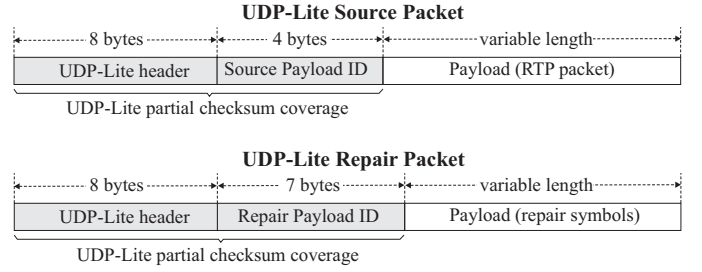 UDP-Lite Source Packet
8 bytes 4 bytes variable length
UDP-Lite header Source Payload ID Payload (RTP packet)
UDP-Lite partial checksum coverage
UDP-Lite Repair Packet
8 bytes 7 bytes variable length
UDP-Lite header Repair Payload ID Payload (repair symbols)
UDP-Lite partial checksum coverage